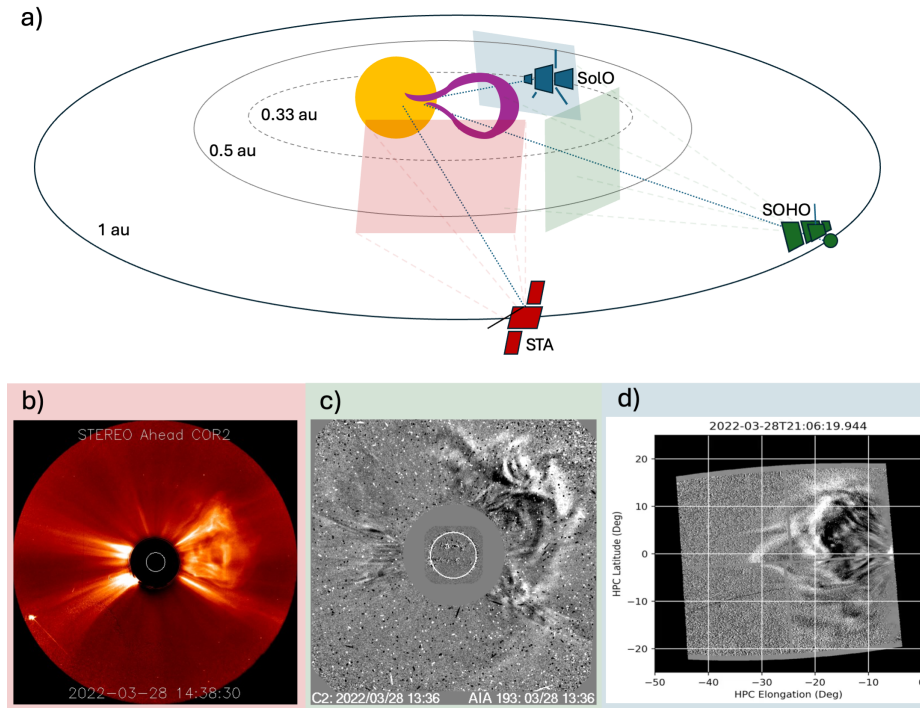 a)
SolO
0.33 au
0.5 au
SOHO
1 au
STA
b)
STEREO Ahead COR2
2022-03-28 14:38:30
c)
C2: 2022/03/28 13:36
AIA 193: 03/28 13:36
d)
2022-03-28T21:06:19.944
HPC Latitude (Deg)
20
10
0
−10
−20
−50
−40
−30
−20
−10
0
HPC Elongation (Deg)